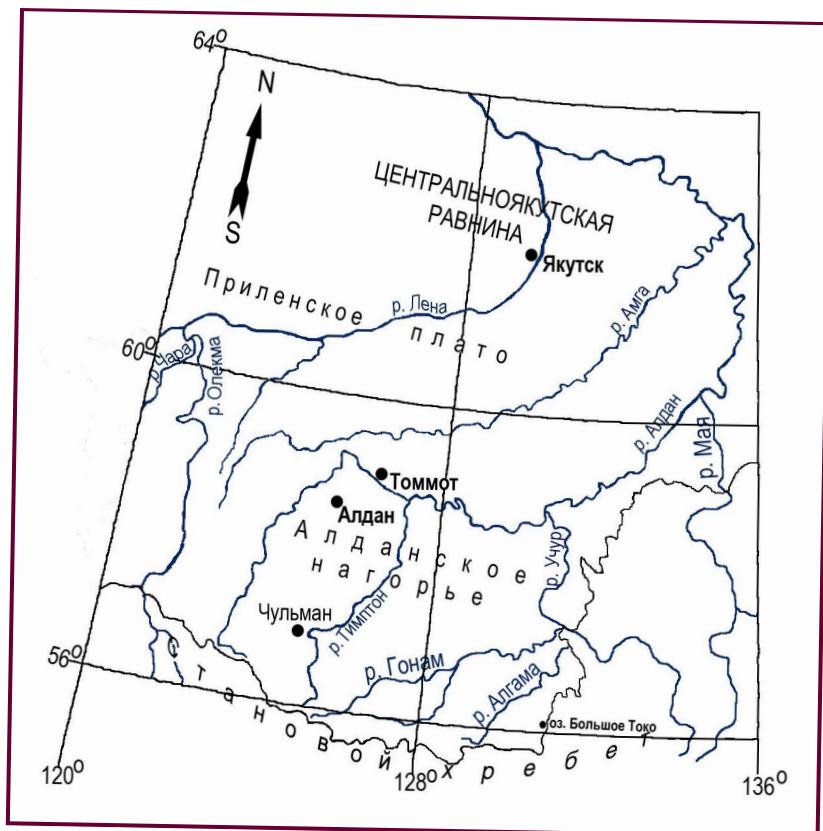 64°
N
S
ЦЕНТРАЛЬНОЯКУТСКАЯ
РАВНИНА
Якутск
Приленское
плато
р. Лена
р. Амга
60°
р. Чара
р. Олекма
р. Алдан
р. Мая
Томмот
Алдан
Алданское
нагорье
р. Учур
Чульман
р. Тимптон
р. Гонам
р. Алгама
56°
оз. Большое Токо
Становой хребет
120°
128°
136°